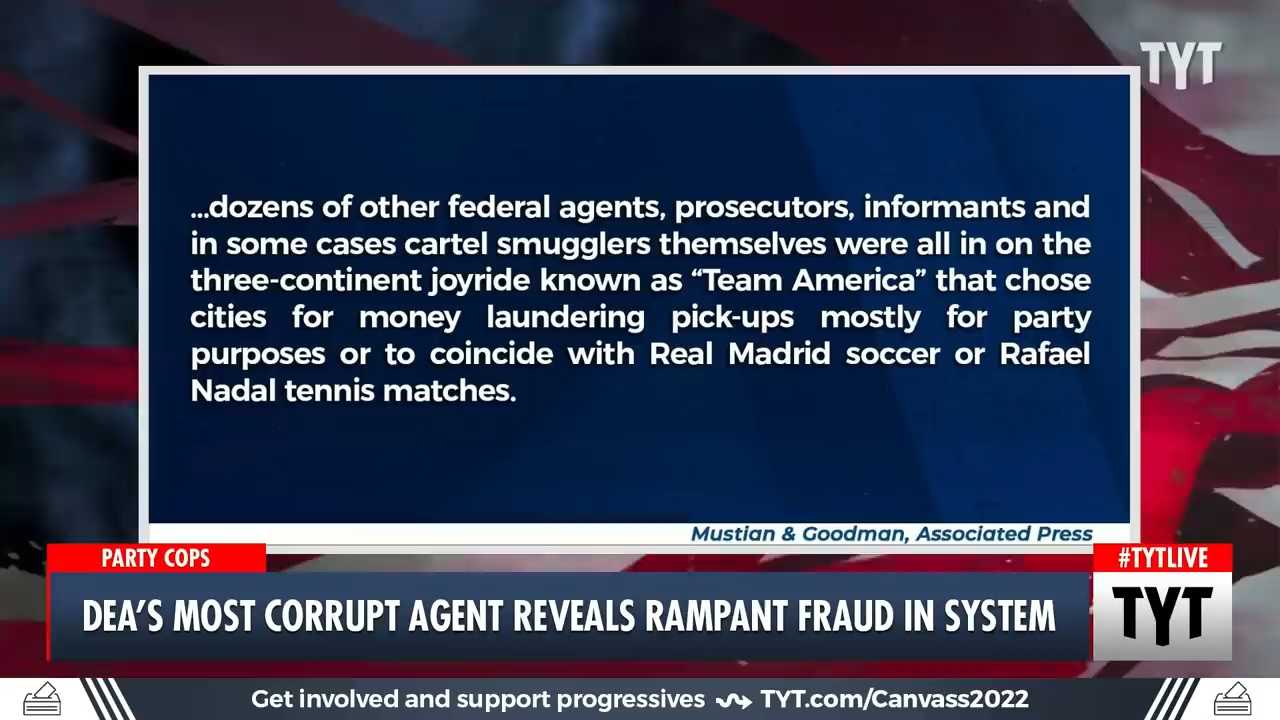 TYT
...dozens of other federal agents, prosecutors, informants and
in some cases cartel smugglers themselves were all in on the
three-continent joyride known as “Team America” that chose
cities for money laundering pick-ups mostly for party
purposes or to coincide with Real Madrid soccer or Rafael
Nadal tennis matches.
Mustian & Goodman, Associated Press
PARTY COPS
#TYTLIVE
DEA’S MOST CORRUPT AGENT REVEALS RAMPANT FRAUD IN SYSTEM
TYT
Get involved and support progressives TYT.com/Canvass2022